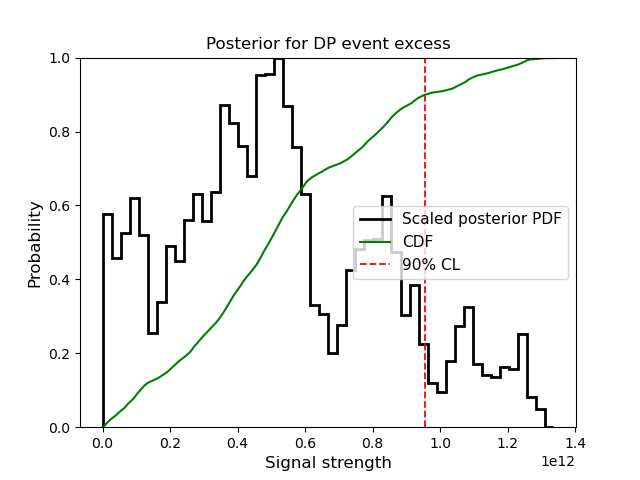 Posterior for DP event excess
1.0
0.8
0.6
0.4
0.2
0.0
Probability
Scaled posterior PDF
CDF
90% CL
0.0 0.2 0.4 0.6 0.8 1.0 1.2 1.4
1e12
Signal strength